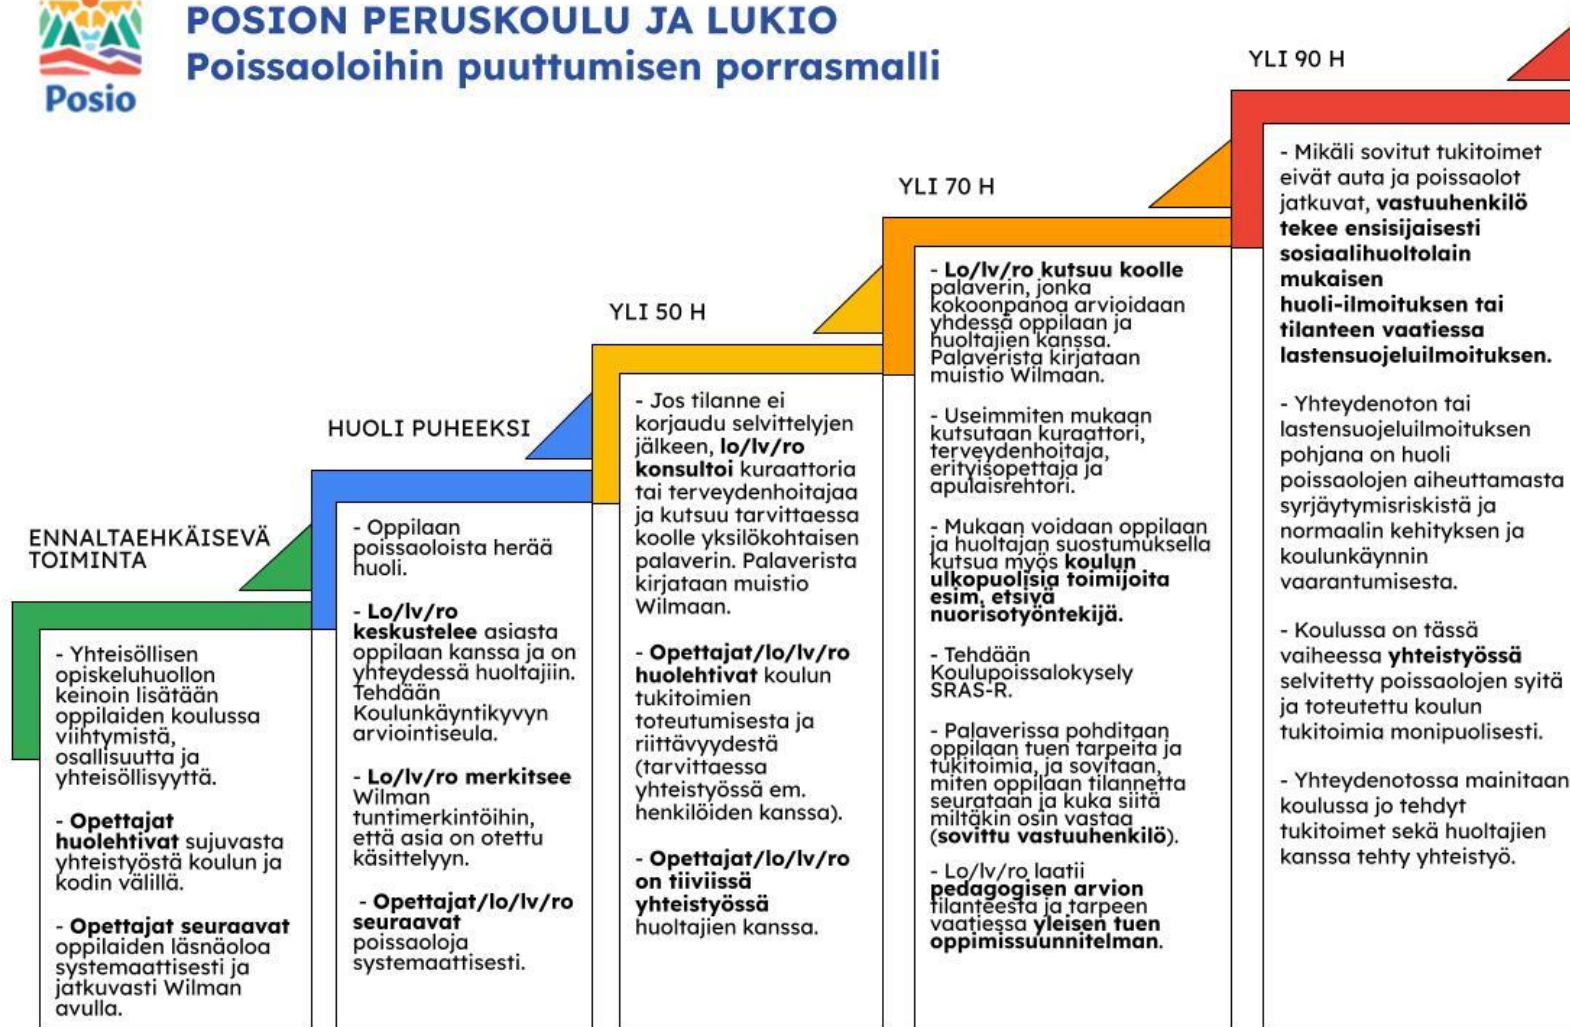 Posio
POSION PERUSKOULU JA LUKIO
Poissaoloihin puuttumisen porrasmalli
ENNALTAEHKÄISEVÄ
TOIMINTA
- Yhteisöllisen
opiskeluhuollon
keinoin lisätään
oppilaiden koulussa
viihtymistä,
osallisuutta ja
yhteisöllisyyttä.
- Opettajat
huolehtivat sujuvasta
yhteistyöstä koulun ja
kodin välillä.
- Opettajat seuraavat
oppilaiden läsnäoloa
systemaattisesti ja
jatkuvasti Wilman
avulla.
HUOLI PUHEEKSI
- Oppilaan
poissaoloista herää
huoli.
- Lo/lv/ro
keskustelee asiasta
oppilaan kanssa ja on
yhteydessä huoltajiin.
Tehdään
Koulunkäyntikyvyn
arviointiseula.
- Lo/lv/ro merkitsee
Wilman
tuntimerkintöihin,
että asia on otettu
käsittelyyn.
- Opettajat/lo/lv/ro
seuraavat
poissaoloja
systemaattisesti.
YLI 50 H
- Jos tilanne ei
korjaudu selvittelyjen
jälkeen, lo/lv/ro
konsultoi kuraattoria
tai terveydenhoitajaa
ja kutsuu tarvittaessa
koolle yksilökohtaisen
palaverin. Palaverista
kirjataan muistio
Wilmaan.
- Opettajat/lo/lv/ro
huolehtivat koulun
tukitoimien
toteutumisesta ja
riittävyydestä
(tarvittaessa
yhteistyössä em.
henkilöiden kanssa).
- Opettajat/lo/lv/ro
on tiiviissä
yhteistyössä
huoltajien kanssa.
YLI 70 H
- Lo/lv/ro kutsuu koolle
palaverin, jonka
kokoonpanoa arvioidaan
yhdessä oppilaan ja
huoltajien kanssa.
Palaverista kirjataan
muistio Wilmaan.
- Useimmiten mukaan
kutsutaan kuraattori,
terveydenhoitaja,
erityisopettaja ja
apulaisrehtori.
- Mukaan voidaan oppilaan
ja huoltajan suostumuksella
kutsua myös koulun
ulkopuolisia toimijoita
esim. etsivä
nuorisotyöntekijä.
- Tehdään
Koulupoissalokysely
SRAS-R.
- Palaverissa pohditaan
oppilaan tuen tarpeita ja
tukitoimia, ja sovitaan,
miten oppilaan tilannetta
seurataan ja kuka siitä
miltäkin osin vastaa
(sovittu vastuuhenkilö).
- Lo/lv/ro laatii
pedagogisen arvion
tilanteesta ja tarpeen
vaatiessa yleisen tuen
oppimissuunnitelman.
YLI 90 H
- Mikäli sovitut tukitoimet
eivät auta ja poissaolot
jatkuvat, vastuuhenkilö
tekee ensisijaisesti
sosiaalihuoltolain
mukaisen
huoli-ilmoituksen tai
tilanteen vaatiessa
lastensuojeluilmoituksen.
- Yhteydenoton tai
lastensuojeluilmoituksen
pohjana on huoli
poissaolojen aiheuttamasta
syrjäytymisriskistä ja
normaalin kehityksen ja
koulunkäynnin
vaarantumisesta.
- Koulussa on tässä
vaiheessa yhteistyössä
selvitetty poissaolojen syitä
ja toteutettu koulun
tukitoimia monipuolisesti.
- Yhteydenotossa mainitaan
koulussa jo tehdyt
tukitoimet sekä huoltajien
kanssa tehty yhteistyö.